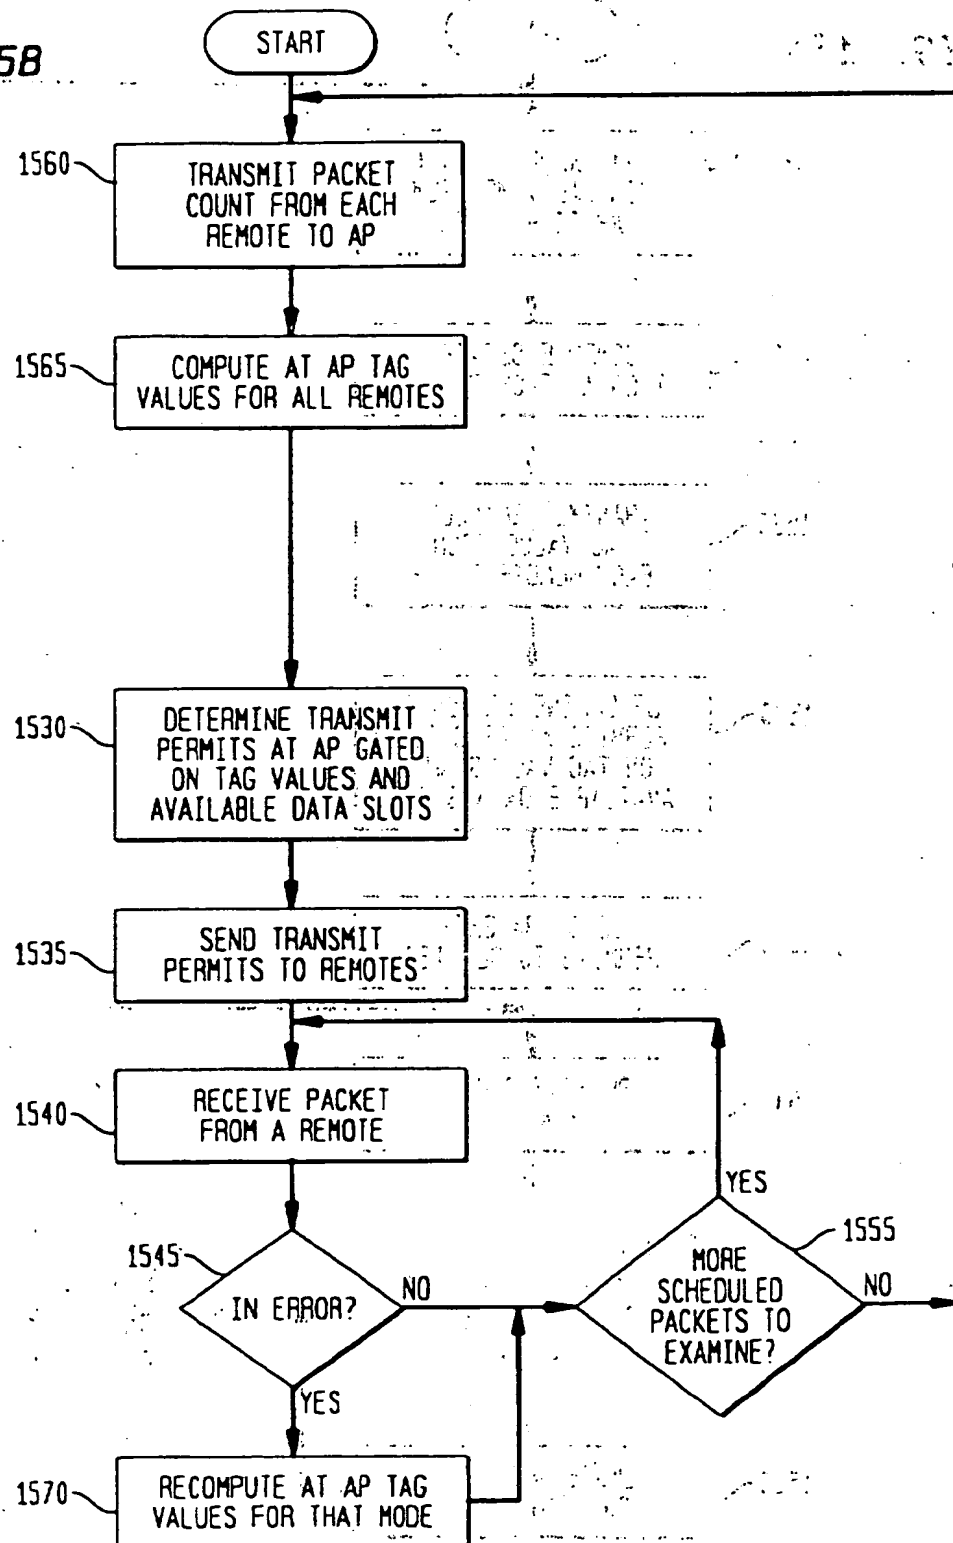 5B
START
1560
TRANSMIT PACKET
COUNT FROM EACH
REMOTE TO AP
1565
COMPUTE AT AP TAG
VALUES FOR ALL REMOTES
1530
DETERMINE TRANSMIT
PERMITS AT AP GATED
ON TAG VALUES AND
AVAILABLE DATA SLOTS
1535
SEND TRANSMIT
PERMITS TO REMOTES
1540
RECEIVE PACKET
FROM A REMOTE
YES
1545
IN ERROR?
NO
1555
MORE
SCHEDULED
PACKETS TO
EXAMINE?
NO
YES
1570
RECOMPUTE AT AP TAG
VALUES FOR THAT MODE